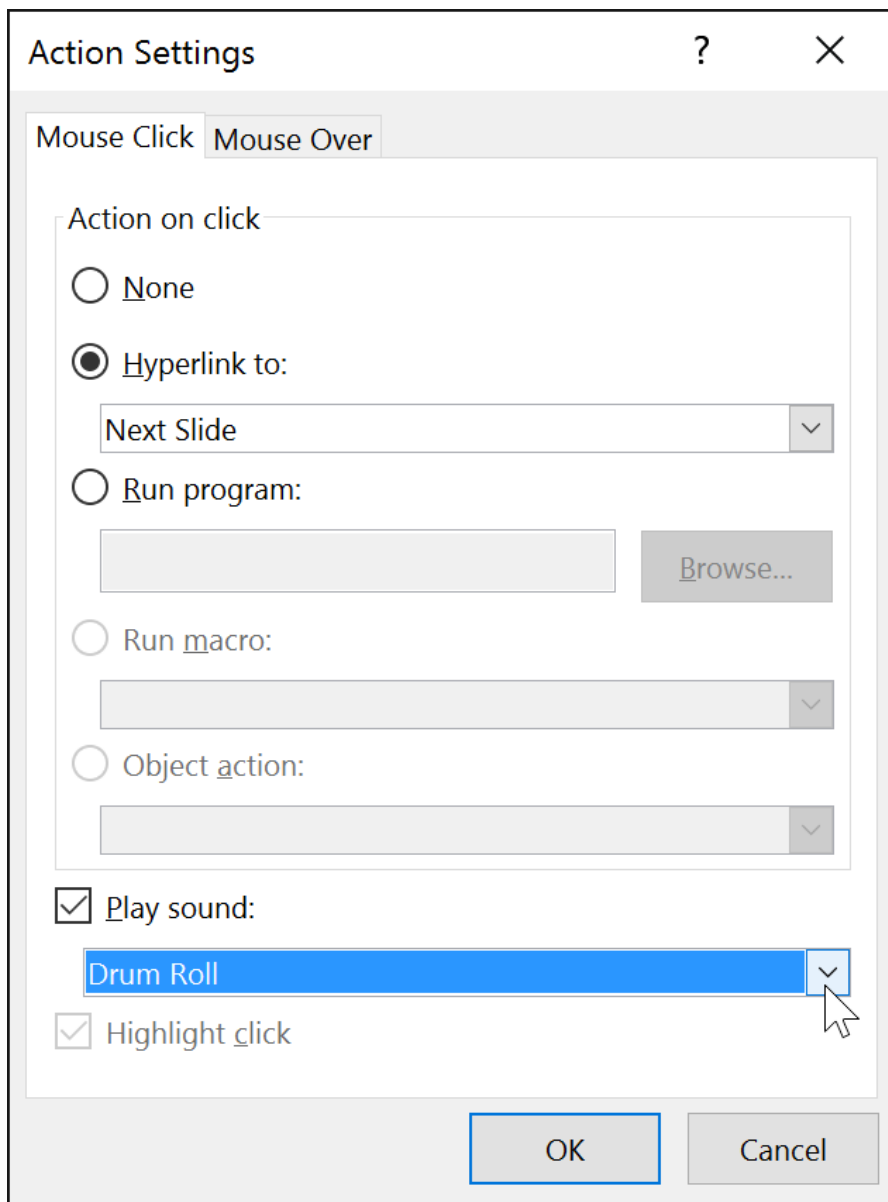 Action Settings ?
Mouse Click Mouse Over
Action on click
None
Hyperlink to:
Next Slide
Run program:
Browse...
Run macro:
Object action:
Play sound:
Drum Roll
Highlight click
OK Cancel